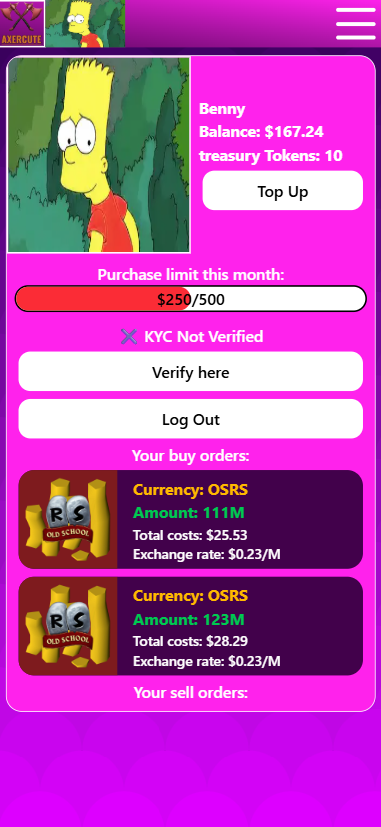 AXERCUTE
Benny
Balance: $167.24
treasury Tokens: 10
Top Up
Purchase limit this month:
$250/500
KYC Not Verified
Verify here
Log Out
Your buy orders:
RS
OLD SCHOOL
Currency: OSRS
Amount: 111M
Total costs: $25.53
Exchange rate: $0.23/M
RS
OLD SCHOOL
Currency: OSRS
Amount: 123M
Total costs: $28.29
Exchange rate: $0.23/M
Your sell orders: